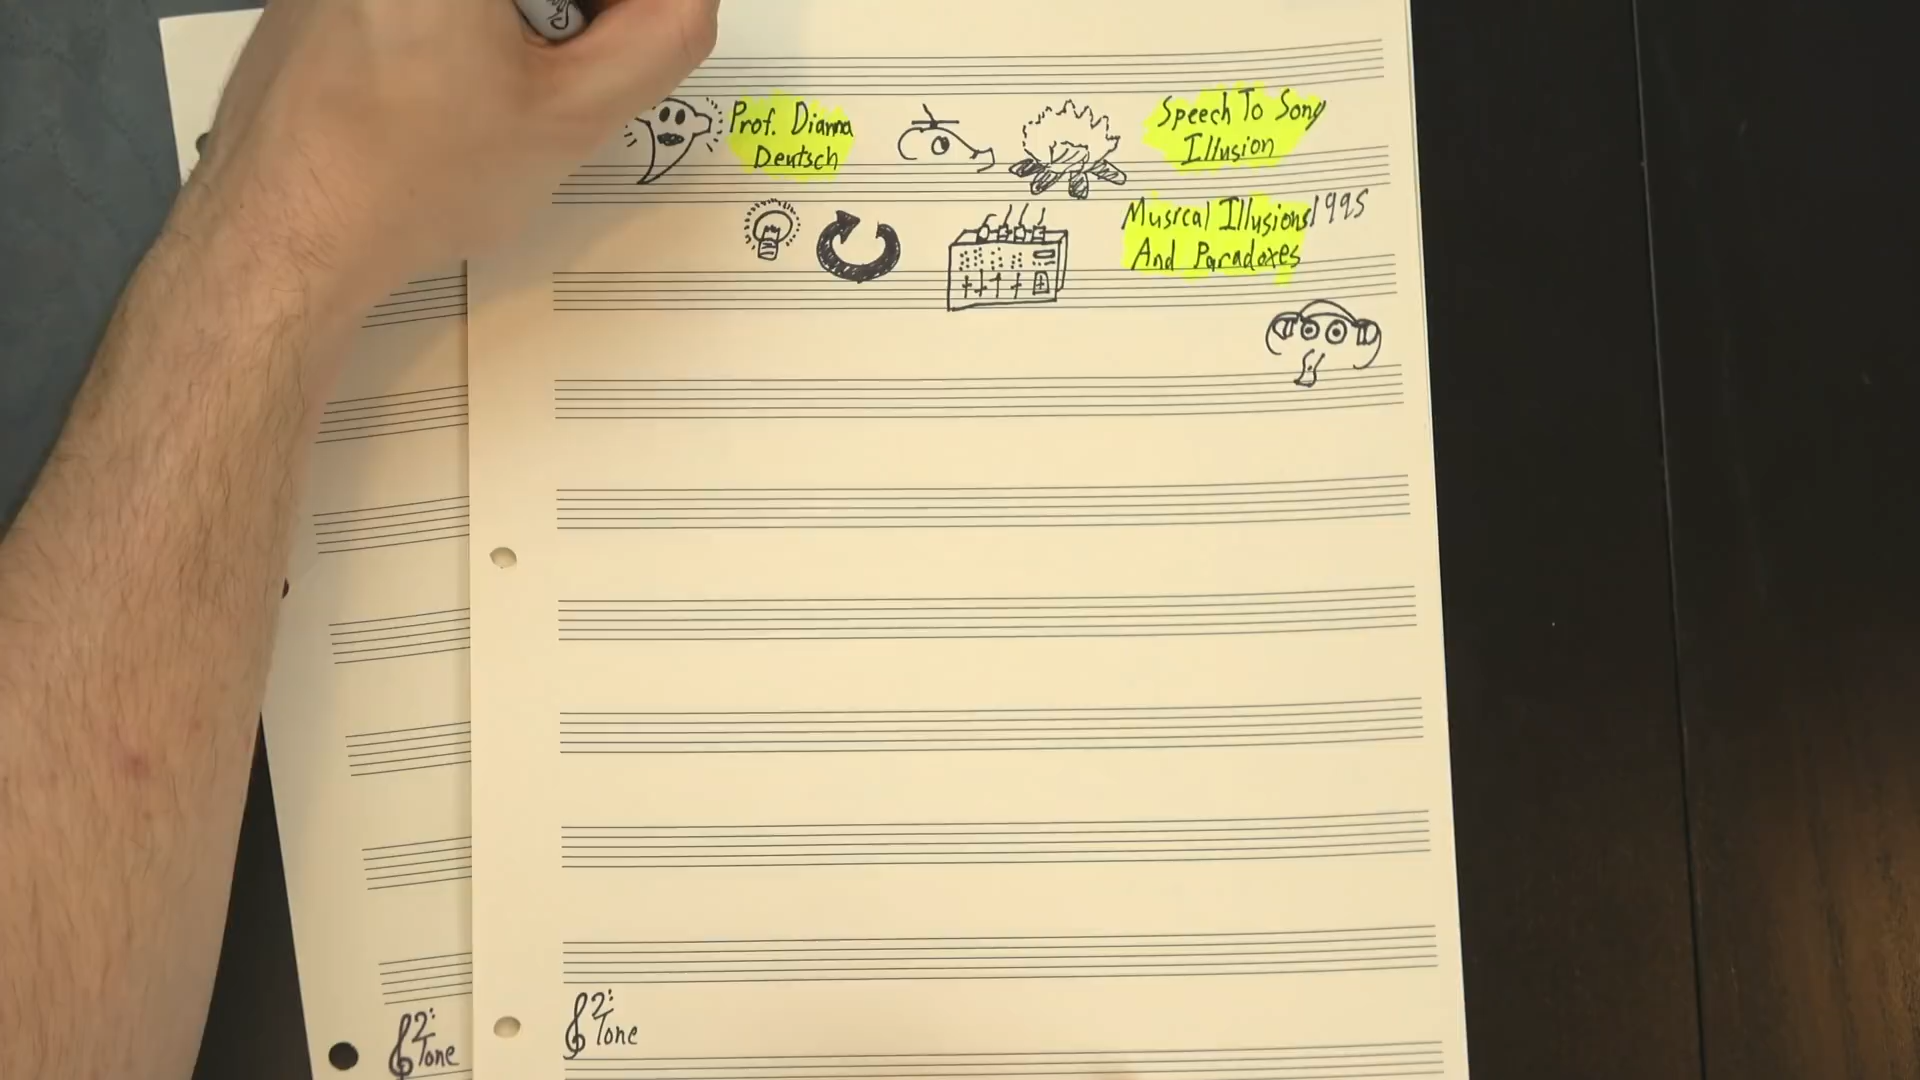 Prof. Dianna
Deutsch
Speech To Song
Illusion
Musical Illusions 1995
And Paradoxes
2:
Tone
2:
Tone